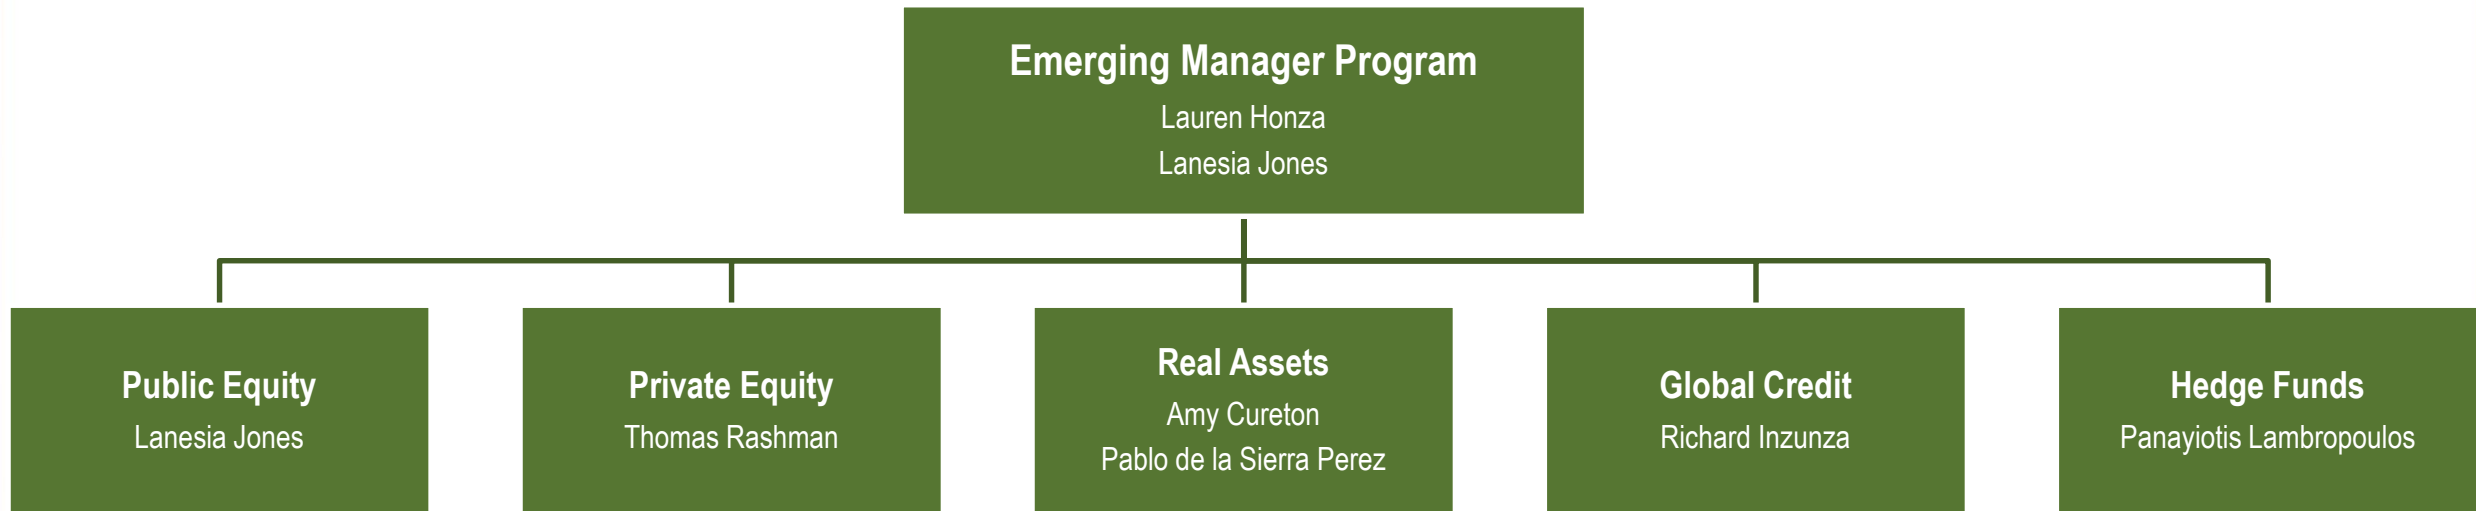 Emerging Manager Program
Lauren Honza
Lanesia Jones
Public Equity
Lanesia Jones
Private Equity
Thomas Rashman
Real Assets
Amy Cureton
Pablo de la Sierra Perez
Global Credit
Richard Inzunza
Hedge Funds
Panayiotis Lambropoulos